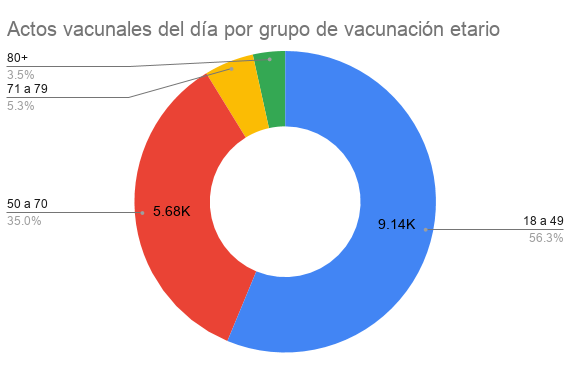 Actos vacunales del día por grupo de vacunación etario
80+
3.5%
71 a 79
5.3%
50 a 70
35.0%
5.68K
9.14K
18 a 49
56.3%